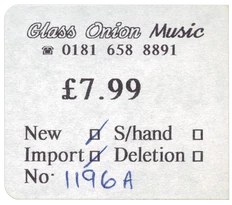 Glass Onion Music
☎ 0181 658 8891
£7.99
New ☐ S/hand ☐
Import ☐ Deletion ☐
No· 1196A